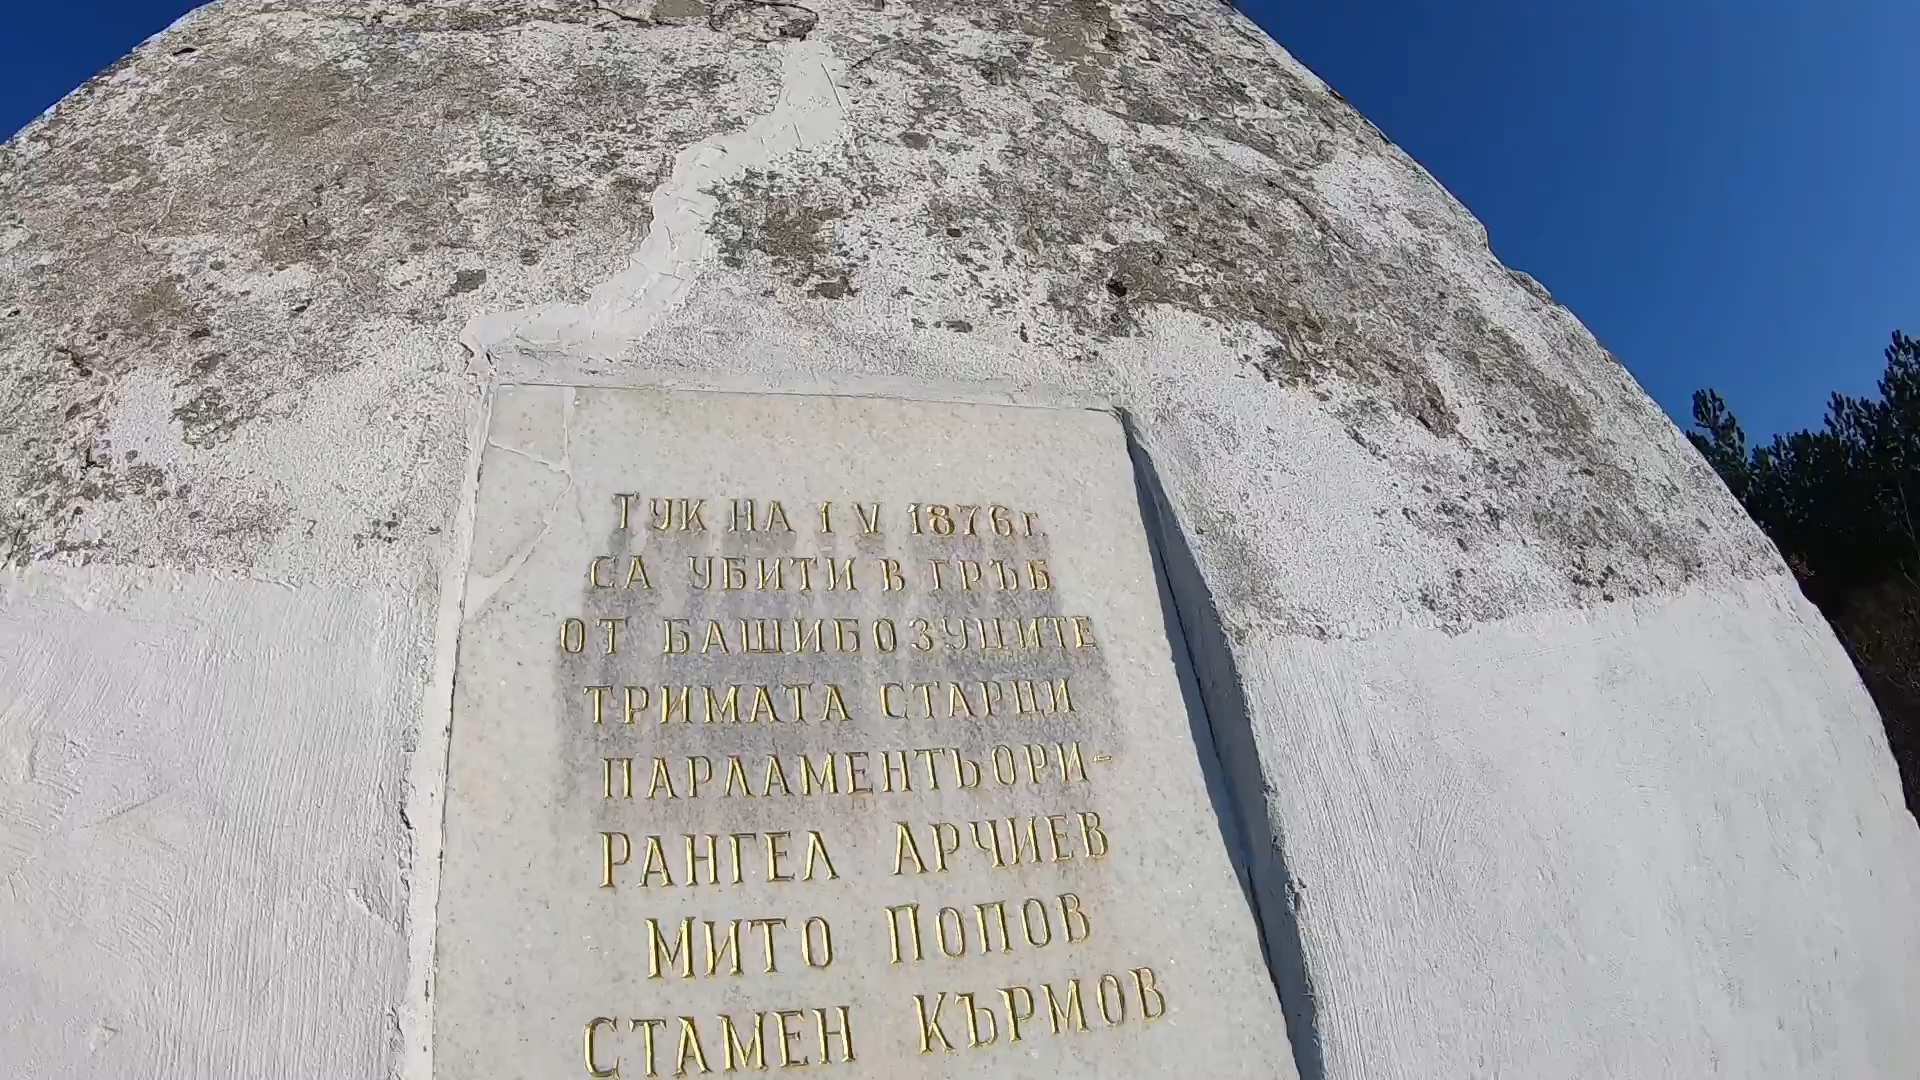 ТУК НА 1 V 1876 г.
СА УБИТИ В ГРЪБ
ОТ БАШИБОЗУЦИТЕ
ТРИМАТА СТАРЦИ
ПАРЛАМЕНТЬОРИ-
РАНГЕЛ АРЧИЕВ
МИТО ПОПОВ
СТАМЕН КЪРМОВ